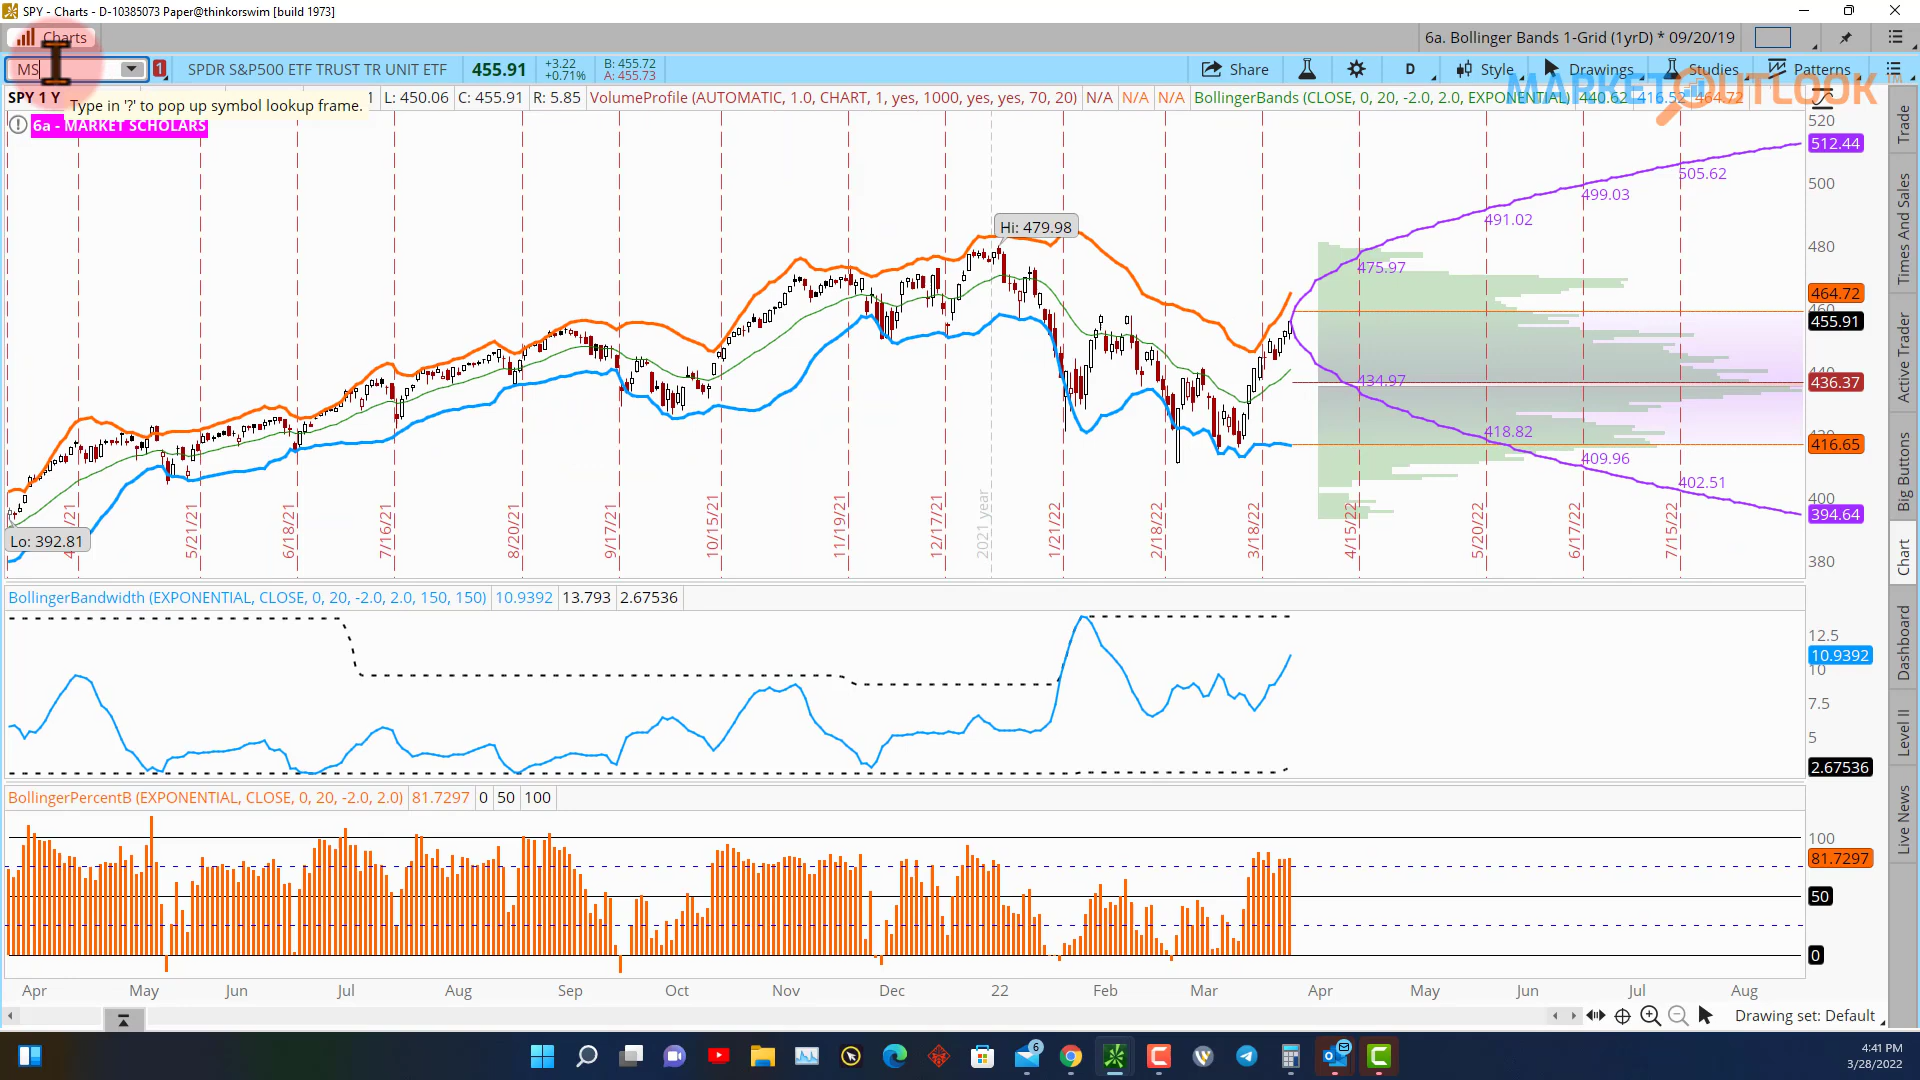 SPY - Charts - D-10385073 Paper@thinkorswim [build 1973]
Charts
6a. Bollinger Bands 1-Grid (1yrD) * 09/20/19
MS
1
SPDR S&P500 ETF TRUST TR UNIT ETF
455.91
+3.22
+0.71%
B: 455.72
A: 455.73
Share
D
Style
Drawings
Studies
Patterns
MARKET OUTLOOK
SPY 1 Y
L: 450.06
C: 455.91
R: 5.85
VolumeProfile (AUTOMATIC, 1.0, CHART, 1, yes, 1000, yes, yes, 70, 20)
N/A
N/A
N/A
BollingerBands (CLOSE, 0, 20, -2.0, 2.0, EXPONENTIAL)
440.62
416.52
464.72
Type in '?' to pop up symbol lookup frame.
6a - MARKET SCHOLARS
520
512.44
505.62
500
499.03
491.02
Hi: 479.98
480
475.97
464.72
460
455.91
434.97
436.37
418.82
416.65
409.96
402.51
400
394.64
380
Lo: 392.81
5/21/21
6/18/21
7/16/21
8/20/21
9/17/21
10/15/21
11/19/21
12/17/21
2021 year
1/21/22
2/18/22
3/18/22
4/15/22
5/20/22
6/17/22
7/15/22
BollingerBandwidth (EXPONENTIAL, CLOSE, 0, 20, -2.0, 2.0, 150, 150)
10.9392
13.793
2.67536
12.5
10.9392
10
7.5
5
2.67536
BollingerPercentB (EXPONENTIAL, CLOSE, 0, 20, -2.0, 2.0)
81.7297
0
50
100
100
81.7297
50
0
Apr
May
Jun
Jul
Aug
Sep
Oct
Nov
Dec
22
Feb
Mar
Apr
May
Jun
Jul
Aug
Drawing set: Default
Trade
Times And Sales
Active Trader
Big Buttons
Chart
Dashboard
Level II
Live News
6
4:41 PM
3/28/2022